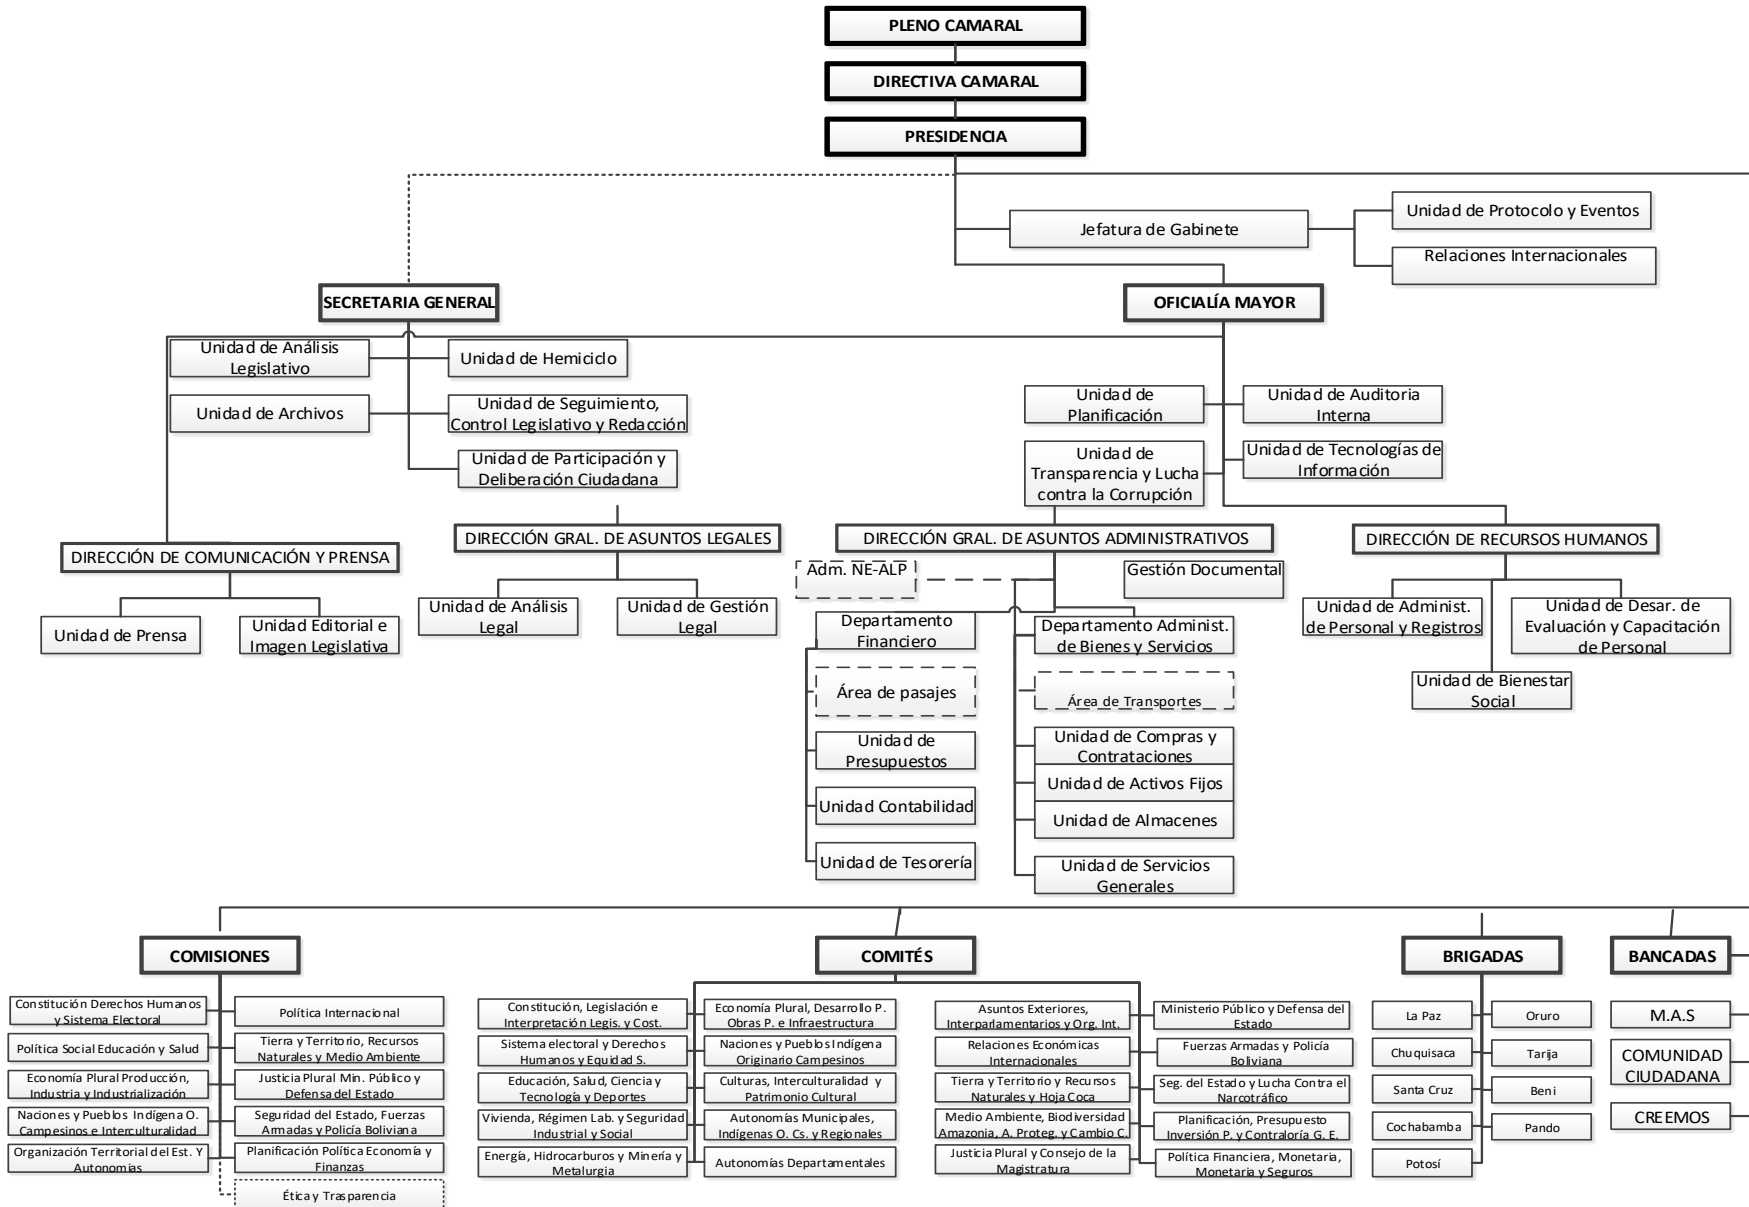 PLENO CAMARAL
DIRECTIVA CAMARAL
PRESIDENCIA
Jefatura de Gabinete
Unidad de Protocolo y Eventos
Relaciones Internacionales
SECRETARIA GENERAL
OFICIALÍA MAYOR
Unidad de Análisis
Legislativo
Unidad de Hemiciclo
Unidad de Archivos
Unidad de Seguimiento,
Control Legislativo y Redacción
Unidad de Participación y
Deliberación Ciudadana
Unidad de
Planificación
Unidad de Auditoria
Interna
Unidad de
Transparencia y Lucha
contra la Corrupción
Unidad de Tecnologías de
Información
DIRECCIÓN DE COMUNICACIÓN Y PRENSA
DIRECCIÓN GRAL. DE ASUNTOS LEGALES
DIRECCIÓN GRAL. DE ASUNTOS ADMINISTRATIVOS
DIRECCIÓN DE RECURSOS HUMANOS
Unidad de Prensa
Unidad Editorial e
Imagen Legislativa
Unidad de Análisis
Legal
Unidad de Gestión
Legal
Adm. NE-ALP
Gestión Documental
Departamento
Financiero
Área de pasajes
Unidad de
Presupuestos
Unidad Contabilidad
Unidad de Tesorería
Departamento Administ.
de Bienes y Servicios
Área de Transportes
Unidad de Compras y
Contrataciones
Unidad de Activos Fijos
Unidad de Almacenes
Unidad de Servicios
Generales
Unidad de Administ.
de Personal y Registros
Unidad de Desar. de
Evaluación y Capacitación
de Personal
Unidad de Bienestar
Social
COMISIONES
Constitución Derechos Humanos
y Sistema Electoral
Política Internacional
Política Social Educación y Salud
Tierra y Territorio, Recursos
Naturales y Medio Ambiente
Economía Plural Producción,
Industria y Industrialización
Justicia Plural Min. Público y
Defensa del Estado
Naciones y Pueblos Indígena O.
Campesinos e Interculturalidad
Seguridad del Estado, Fuerzas
Armadas y Policía Boliviana
Organización Territorial del Est. Y
Autonomías
Planificación Política Economía y
Finanzas
Ética y Trasparencia
COMITÉS
Constitución, Legislación e
Interpretación Legis. y Cost.
Economía Plural, Desarrollo P.
Obras P. e Infraestructura
Sistema electoral y Derechos
Humanos y Equidad S.
Naciones y Pueblos Indígena
Originario Campesinos
Educación, Salud, Ciencia y
Tecnología y Deportes
Culturas, Interculturalidad y
Patrimonio Cultural
Vivienda, Régimen Lab. y Seguridad
Industrial y Social
Autonomías Municipales,
Indígenas O. Cs. y Regionales
Energía, Hidrocarburos y Minería y
Metalurgia
Autonomías Departamentales
Asuntos Exteriores,
Interparlamentarios y Org. Int.
Ministerio Público y Defensa del
Estado
Relaciones Económicas
Internacionales
Fuerzas Armadas y Policía
Boliviana
Tierra y Territorio y Recursos
Naturales y Hoja Coca
Seg. del Estado y Lucha Contra el
Narcotráfico
Medio Ambiente, Biodiversidad
Amazonia, A. Proteg. y Cambio C.
Planificación, Presupuesto
Inversión P. y Contraloría G. E.
Justicia Plural y Consejo de la
Magistratura
Política Financiera, Monetaria,
Monetaria y Seguros
BRIGADAS
La Paz
Oruro
Chuquisaca
Tarija
Santa Cruz
Beni
Cochabamba
Pando
Potosí
BANCADAS
M.A.S
COMUNIDAD
CIUDADANA
CREEMOS